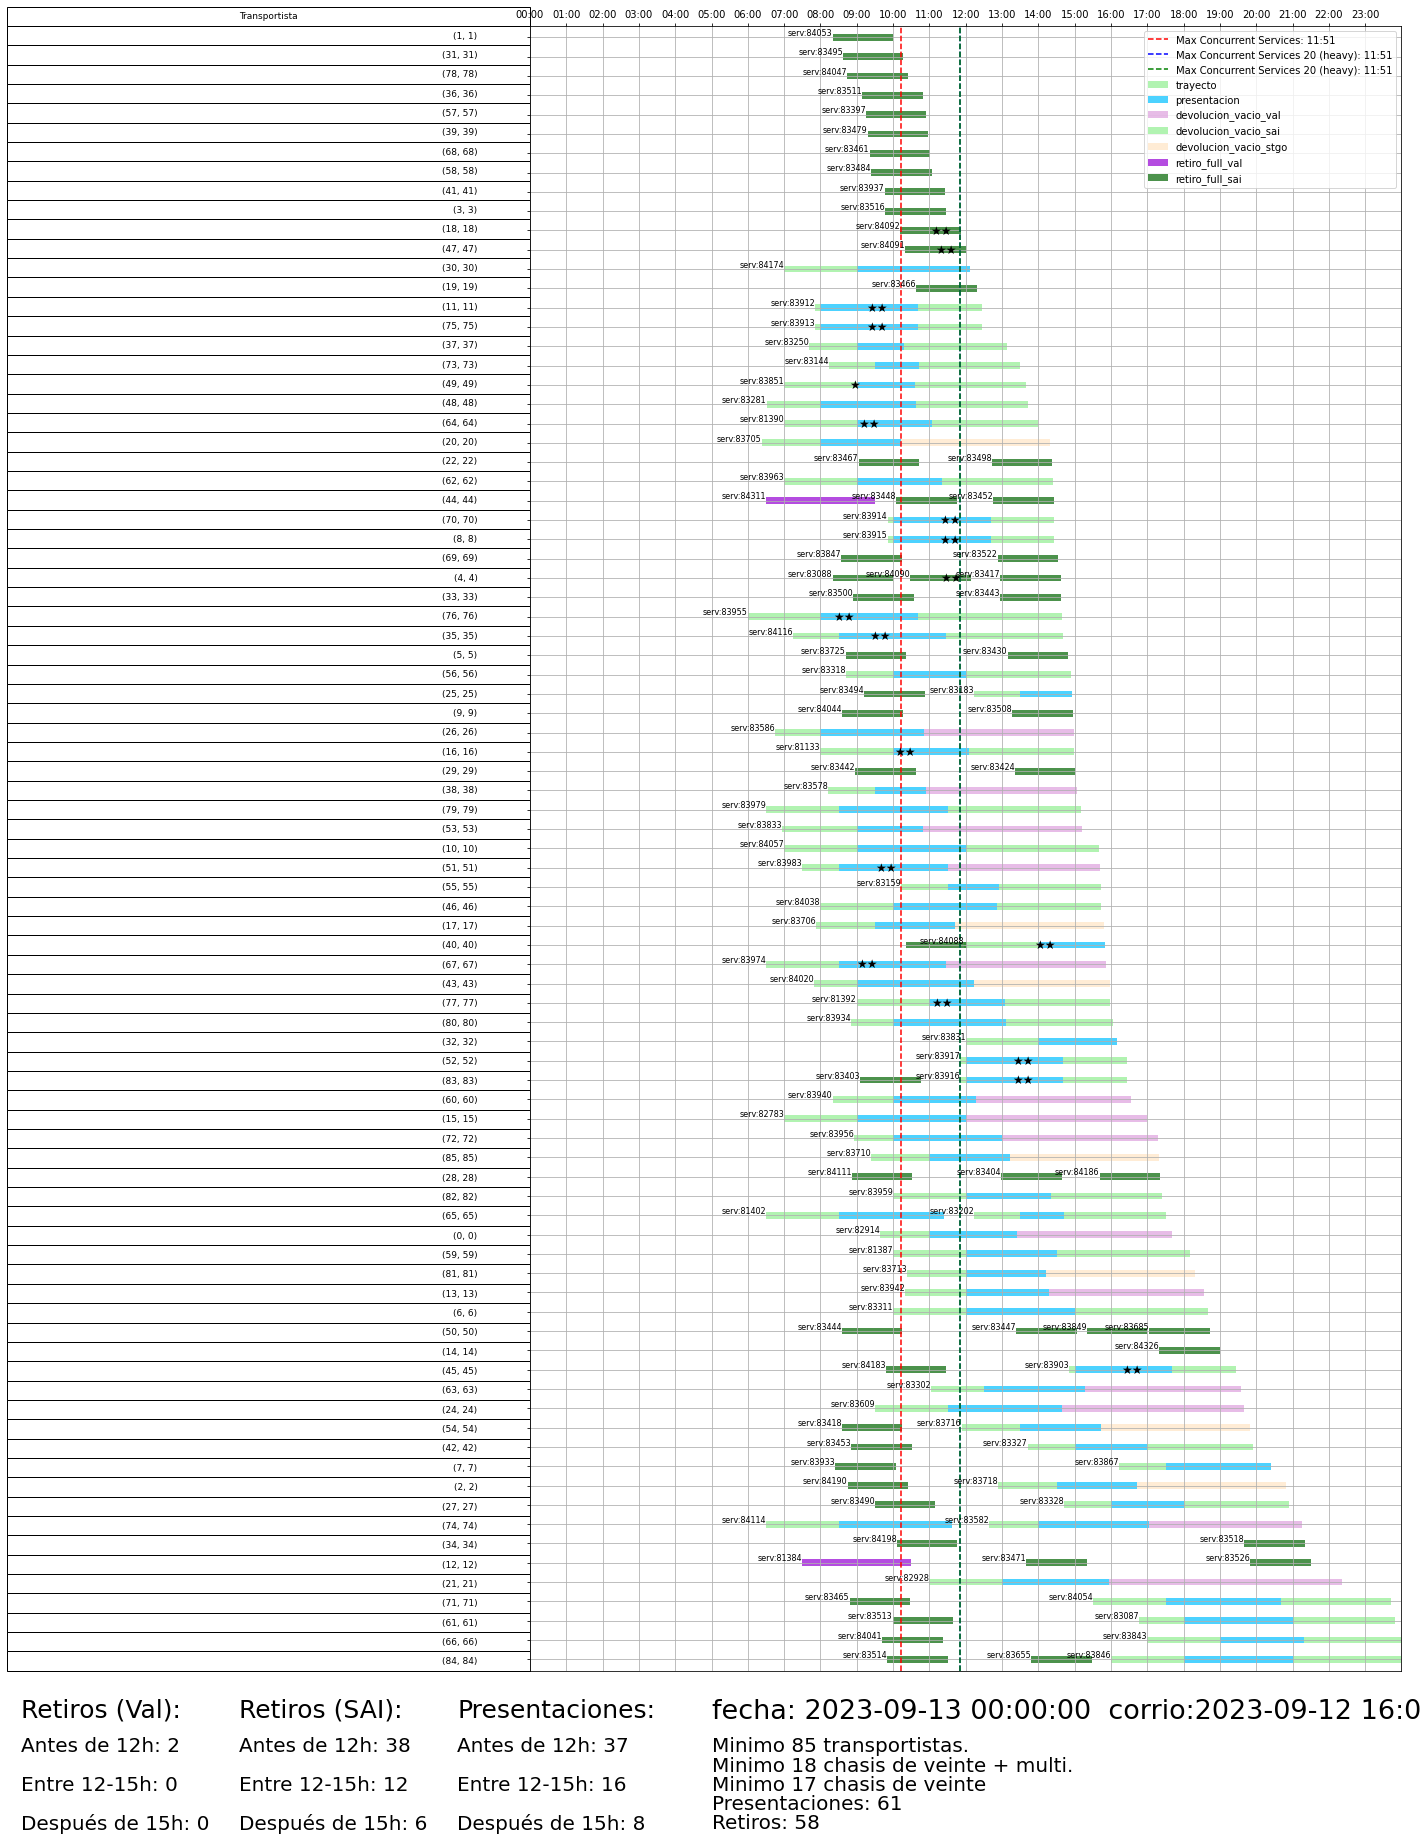 Transportista
00:00 01:00 02:00 03:00 04:00 05:00 06:00 07:00 08:00 09:00 10:00 11:00 12:00 13:00 14:00 15:00 16:00 17:00 18:00 19:00 20:00 21:00 22:00 23:00
Max Concurrent Services: 11:51
Max Concurrent Services 20 (heavy): 11:51
Max Concurrent Services 20 (heavy): 11:51
trayecto
presentacion
devolucion_vacio_val
devolucion_vacio_sai
devolucion_vacio_stgo
retiro_full_val
retiro_full_sai
(1, 1) serv:84053
(31, 31) serv:83495
(78, 78) serv:84047
(36, 36) serv:83511
(57, 57) serv:83397
(39, 39) serv:83479
(68, 68) serv:83461
(58, 58) serv:83484
(41, 41) serv:83937
(3, 3) serv:83516
(18, 18) serv:84092
(47, 47) serv:84091
(30, 30) serv:84174
(19, 19) serv:83466
(11, 11) serv:83912
(75, 75) serv:83913
(37, 37) serv:83250
(73, 73) serv:83144
(49, 49) serv:83851
(48, 48) serv:83281
(64, 64) serv:81390
(20, 20) serv:83705
(22, 22) serv:83467 serv:83498
(62, 62) serv:83963
(44, 44) serv:84311 serv:83448 serv:83452
(70, 70) serv:83914
(8, 8) serv:83915
(69, 69) serv:83847 serv:83522
(4, 4) serv:83088 serv:84090 serv:83417
(33, 33) serv:83500 serv:83443
(76, 76) serv:83955
(35, 35) serv:84116
(5, 5) serv:83725 serv:83430
(56, 56) serv:83318
(25, 25) serv:83494 serv:83183
(9, 9) serv:84044 serv:83508
(26, 26) serv:83586
(16, 16) serv:81133
(29, 29) serv:83442 serv:83424
(38, 38) serv:83578
(79, 79) serv:83979
(53, 53) serv:83833
(10, 10) serv:84057
(51, 51) serv:83983
(55, 55) serv:83159
(46, 46) serv:84038
(17, 17) serv:83706
(40, 40) serv:84088
(67, 67) serv:83974
(43, 43) serv:84020
(77, 77) serv:81392
(80, 80) serv:83934
(32, 32) serv:83831
(52, 52) serv:83917
(83, 83) serv:83403 serv:83916
(60, 60) serv:83940
(15, 15) serv:82783
(72, 72) serv:83956
(85, 85) serv:83710
(28, 28) serv:84111 serv:83404 serv:84186
(82, 82) serv:83959
(65, 65) serv:81402 serv:83202
(0, 0) serv:82914
(59, 59) serv:81387
(81, 81) serv:83713
(13, 13) serv:83942
(6, 6) serv:83311
(50, 50) serv:83444 serv:83447 serv:83849 serv:83685
(14, 14) serv:84326
(45, 45) serv:84183 serv:83903
(63, 63) serv:83302
(24, 24) serv:83609
(54, 54) serv:83418 serv:83716
(42, 42) serv:83453 serv:83327
(7, 7) serv:83933 serv:83867
(2, 2) serv:84190 serv:83718
(27, 27) serv:83490 serv:83328
(74, 74) serv:84114 serv:83582
(34, 34) serv:84198 serv:83518
(12, 12) serv:81384 serv:83471 serv:83526
(21, 21) serv:82928
(71, 71) serv:83465 serv:84054
(61, 61) serv:83513 serv:83087
(66, 66) serv:84041 serv:83843
(84, 84) serv:83514 serv:83655 serv:83846
Retiros (Val):
Antes de 12h: 2
Entre 12-15h: 0
Después de 15h: 0
Retiros (SAI):
Antes de 12h: 38
Entre 12-15h: 12
Después de 15h: 6
Presentaciones:
Antes de 12h: 37
Entre 12-15h: 16
Después de 15h: 8
fecha: 2023-09-13 00:00:00 corrio:2023-09-12 16:0
Minimo 85 transportistas.
Minimo 18 chasis de veinte + multi.
Minimo 17 chasis de veinte
Presentaciones: 61
Retiros: 58